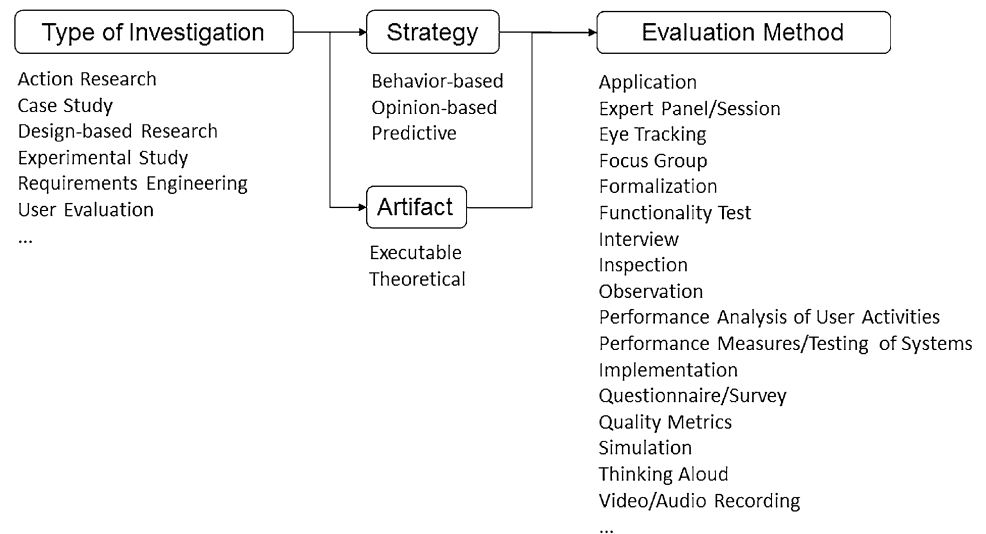 Type of Investigation
Action Research
Case Study
Design-based Research
Experimental Study
Requirements Engineering
User Evaluation
...
Strategy
Behavior-based
Opinion-based
Predictive
Artifact
Executable
Theoretical
Evaluation Method
Application
Expert Panel/Session
Eye Tracking
Focus Group
Formalization
Functionality Test
Interview
Inspection
Observation
Performance Analysis of User Activities
Performance Measures/Testing of Systems
Implementation
Questionnaire/Survey
Quality Metrics
Simulation
Thinking Aloud
Video/Audio Recording
...